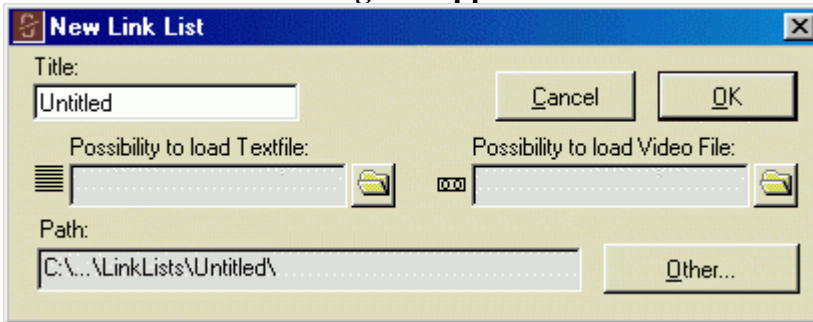 New Link List
Title:
Untitled
Cancel
OK
Possibility to load Textfile:
Possibility to load Video File:
Path:
C:\...\LinkLists\Untitled\
Other...